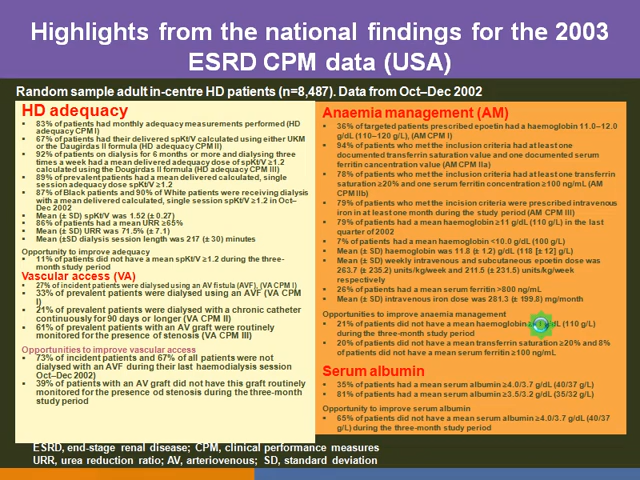 Highlights from the national findings for the 2003
ESRD CPM data (USA)
Random sample adult in-centre HD patients (n=8,487). Data from Oct–Dec 2002
HD adequacy
• 83% of patients had monthly adequacy measurements performed (HD
adequacy CPM I)
• 67% of patients had their delivered spKt/V calculated using either UKM
or the Daugirdas II formula (HD adequacy CPM II)
• 92% of patients on dialysis for 6 months or more and dialysing three
times a week had a mean delivered adequacy dose of spKt/V ≥1.2
calculated using the Daugirdas II formula (HD adequacy CPM III)
• 89% of prevalent patients had a mean delivered, calculated, single
session adequacy dose spKt/V ≥1.2
• 87% of Black patients and 90% of White patients were receiving dialysis
with a mean delivered calculated, single session spKt/V ≥1.2 in Oct–
Dec 2002
• Mean (± SD) spKt/V was 1.52 (± 0.27)
• 86% of patients had a mean URR ≥65%
• Mean (± SD) URR was 71.5% (± 7.1)
• Mean (±SD dialysis session length was 217 (± 30) minutes
Opportunity to improve adequacy
• 11% of patients did not have a mean spKt/V ≥1.2 during the three-
month study period
Vascular access (VA)
• 27% of incident patients were dialysed using an AV fistula (AVF), (VA CPM I)
• 33% of prevalent patients were dialysed using an AVF (VA CPM
I)
• 21% of prevalent patients were dialysed with a chronic catheter
continuously for 90 days or longer (VA CPM II)
• 61% of prevalent patients with an AV graft were routinely
monitored for the presence of stenosis (VA CPM III)
Opportunities to improve vascular access
• 73% of incident patients and 67% of all patients were not
dialysed with an AVF during their last haemodialysis session
Oct–Dec 2002)
• 39% of patients with an AV graft did not have this graft routinely
monitored for the presence od stenosis during the three-month
study period
Anaemia management (AM)
• 36% of targeted patients prescribed epoetin had a haemoglobin 11.0–12.0
g/dL (110–120 g/L), (AM CPM I)
• 94% of patients who met the inclusion criteria had at least one
documented transferrin saturation value and one documented serum
ferritin cancentration value (AM CPM IIa)
• 78% of patients who met the inclusion criteria had at least one transferrin
saturation ≥20% and one serum ferritin concentration ≥100 ng/mL (AM
CPM IIb)
• 79% of patients who met the incision criteria were prescribed intravenous
iron in at least one month during the study period (AM CPM III)
• 79% of patients had a mean haemoglobin ≥11 g/dL (110 g/L) in the last
quarter of 2002
• 7% of patients had a mean haemoglobin <10.0 g/dL (100 g/L)
• Mean (± SD) haemoglobin was 11.8 (± 1.2) g/dL (118 [± 12] g/L)
• Mean (± SD) weekly intravenous and subcutaneous epoetin dose was
263.7 (± 235.2) units/kg/week and 211.5 (± 231.5) units/kg/week
respectively
• 26% of patients had a mean serum ferritin >800 ng/mL
• Mean (± SD) intravenous iron dose was 281.3 (± 199.8) mg/month
Opportunities to improve anaemia management
• 21% of patients did not have a mean haemoglobin g/dL (110 g/L)
during the three-month study period
• 20% of patients did not have a mean transferrin saturation ≥20% and 8%
of patients did not have a mean serum ferritin ≥100 ng/mL
Serum albumin
• 35% of patients had a mean serum albumin ≥4.0/3.7 g/dL (40/37 g/L)
• 81% of patients had a mean serum albumin ≥3.5/3.2 g/dL (35/32 g/L)
Opportunity to improve serum albumin
• 65% of patients did not have a mean serum albumin ≥4.0/3.7 g/dL (40/37
g/L) during the three-month study period
ESRD, end-stage renal disease; CPM, clinical performance measures
URR, urea reduction ratio; AV, arteriovenous; SD, standard deviation